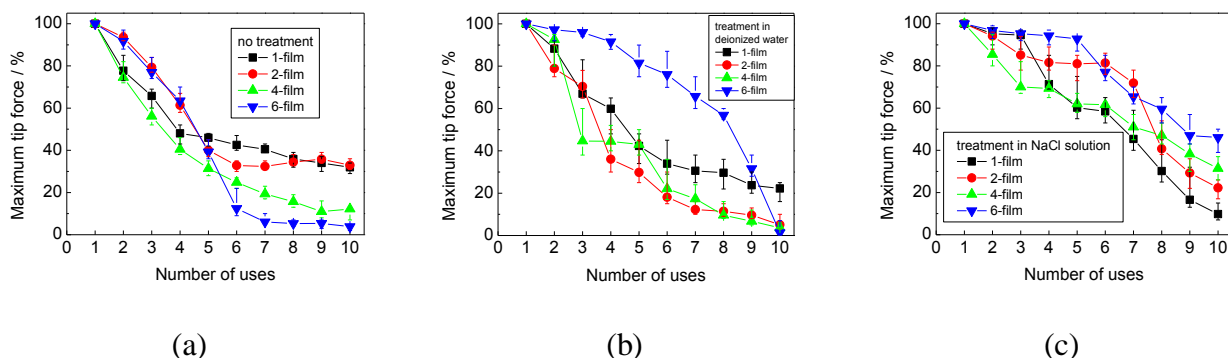 100
80
60
40
20
0
Maximum tip force / %
no treatment
1-film
2-film
4-film
6-film
0 1 2 3 4 5 6 7 8 9 10
Number of uses
(a)
100
80
60
40
20
0
Maximum tip force / %
treatment in
deionized water
1-film
2-film
4-film
6-film
0 1 2 3 4 5 6 7 8 9 10
Number of uses
(b)
100
80
60
40
20
0
Maximum tip force / %
treatment in NaCl solution
1-film
2-film
4-film
6-film
0 1 2 3 4 5 6 7 8 9 10
Number of uses
(c)